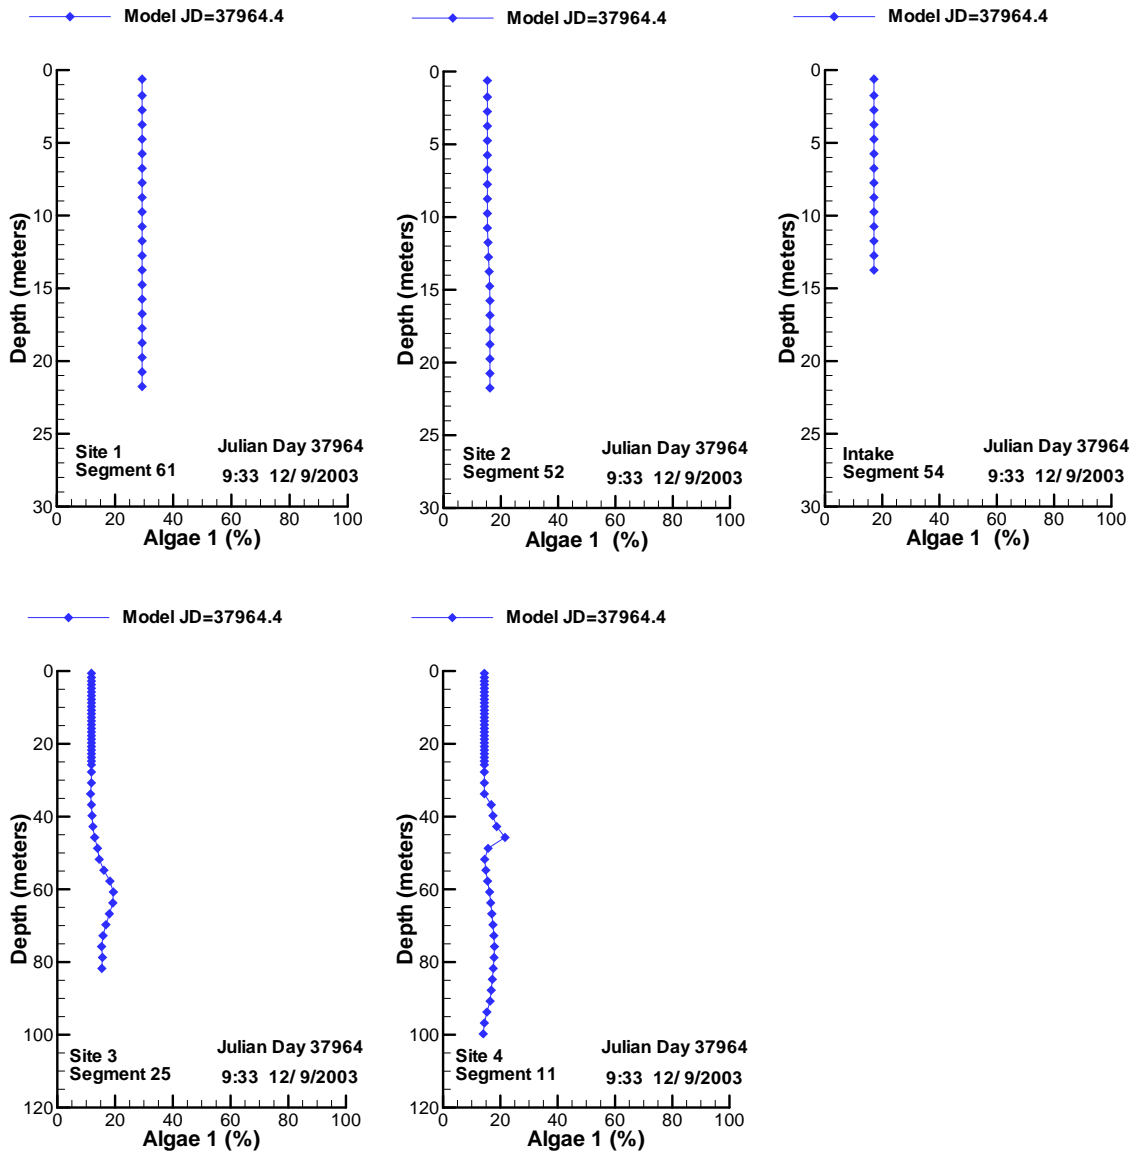 Model JD=37964.4
0
5
10
15
20
25
30
Depth (meters)
Site 1
Segment 61
Julian Day 37964
9:33 12/ 9/2003
0 20 40 60 80 100
Algae 1 (%)
Model JD=37964.4
0
5
10
15
20
25
30
Depth (meters)
Site 2
Segment 52
Julian Day 37964
9:33 12/ 9/2003
0 20 40 60 80 100
Algae 1 (%)
Model JD=37964.4
0
5
10
15
20
25
30
Depth (meters)
Intake
Segment 54
Julian Day 37964
9:33 12/ 9/2003
0 20 40 60 80 100
Algae 1 (%)
Model JD=37964.4
0
20
40
60
80
100
120
Depth (meters)
Site 3
Segment 25
Julian Day 37964
9:33 12/ 9/2003
0 20 40 60 80 100
Algae 1 (%)
Model JD=37964.4
0
20
40
60
80
100
120
Depth (meters)
Site 4
Segment 11
Julian Day 37964
9:33 12/ 9/2003
0 20 40 60 80 100
Algae 1 (%)